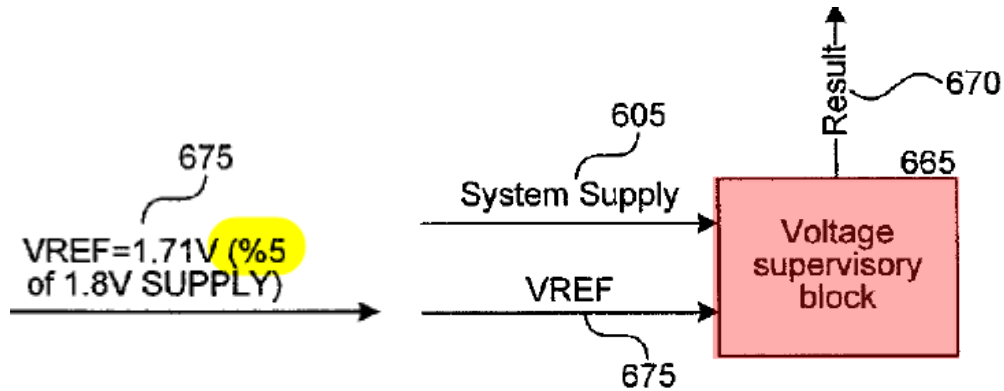 Result
670
605
665
System Supply
675
VREF=1.71V (%5
of 1.8V SUPPLY)
Voltage
supervisory
block
VREF
675